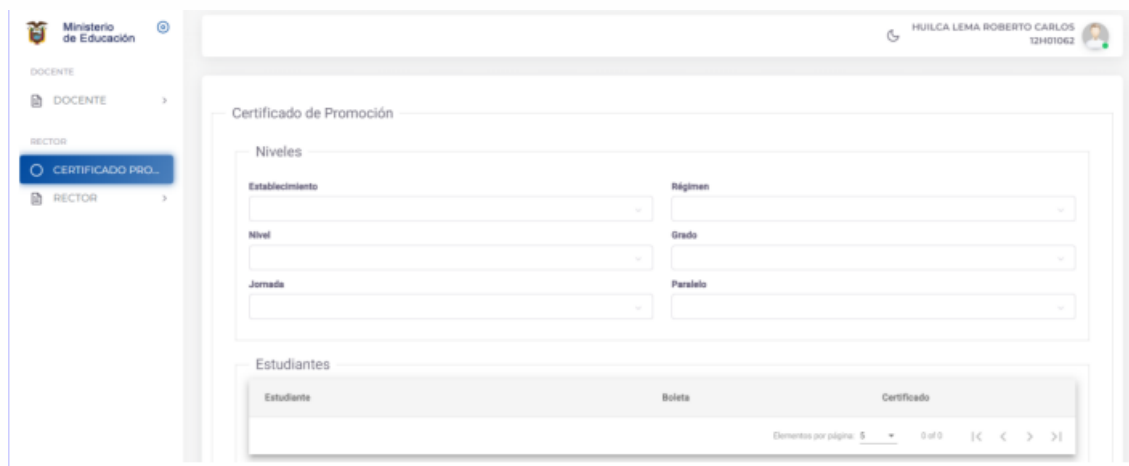 Ministerio
de Educación
DOCENTE
DOCENTE
RECTOR
CERTIFICADO PRO...
RECTOR
HUILCA LEMA ROBERTO CARLOS
12H01062
Certificado de Promoción
Niveles
Establecimiento
Régimen
Nivel
Grado
Jornada
Paralelo
Estudiantes
Estudiante Boleta Certificado
Elementos por página: 5 0 of 0